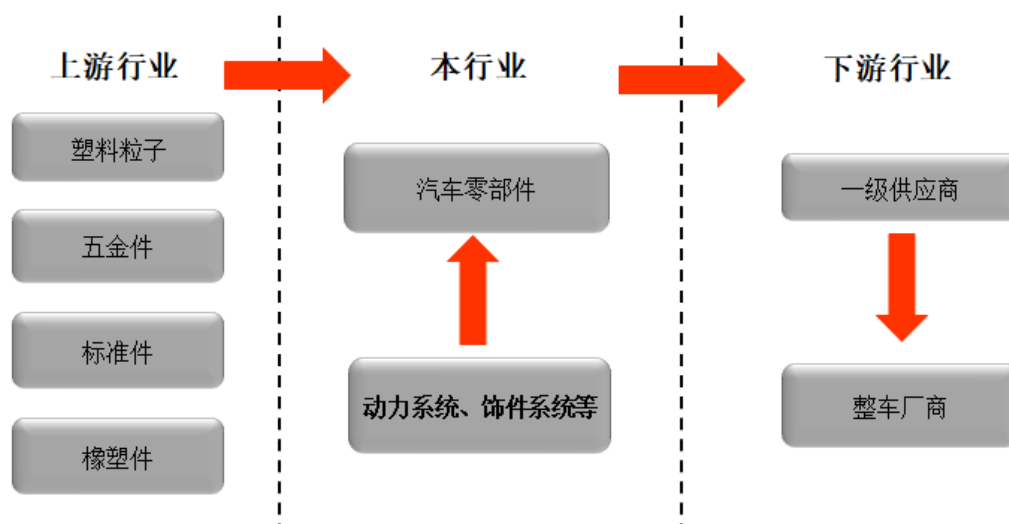 上游行业
本行业
下游行业
塑料粒子
五金件
标准件
橡塑件
汽车零部件
动力系统、饰件系统等
一级供应商
整车厂商